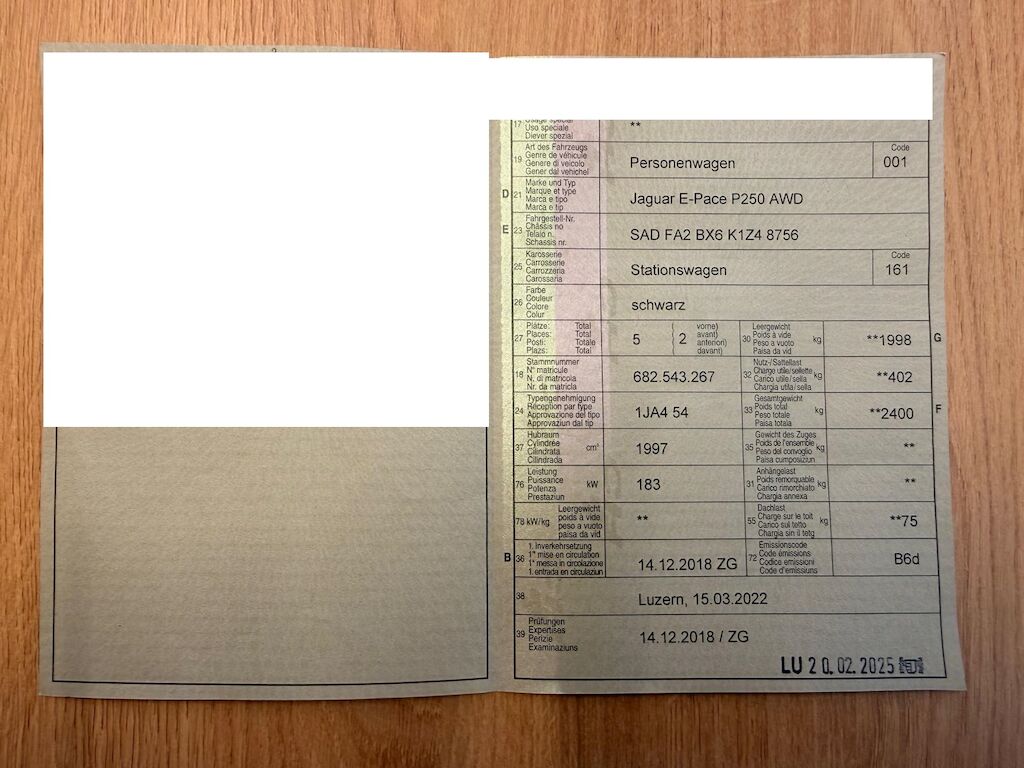 17
Uso speciale
Diever spezial
**
19
Art des Fahrzeugs
Genre de véhicule
Genere di veicolo
Gener dal vehichel
Personenwagen
Code
001
D 21
Marke und Typ
Marque et type
Marca e tipo
Marca e tip
Jaguar E-Pace P250 AWD
E 23
Fahrgestell-Nr.
Châssis no
Telaio n.
Schassis nr.
SAD FA2 BX6 K1Z4 8756
25
Karosserie
Carrosserie
Carrozzeria
Carossaria
Stationswagen
Code
161
26
Farbe
Couleur
Colore
Colur
schwarz
27
Plätze: Total
Places: Total
Posti: Totale
Plazs: Total
5
2
vorne)
avant)
anteriori)
davant)
30
Leergewicht
Poids à vide
Peso a vuoto
Paisa da vid
kg
**1998
G
18
Stammnummer
N° matricule
N. di matricola
Nr. da matricla
682.543.267
32
Nutz-/Sattellast
Charge utile/sellette
Carico utile/sella
Chargia utila/sella
kg
**402
24
Typengenehmigung
Réception par type
Approvazione del tipo
Approvaziun dal tip
1JA4 54
33
Gesamtgewicht
Poids total
Peso totale
Paisa totala
kg
**2400
F
37
Hubraum
Cylindrée
Cilindrata
Cilindrada
cm³
1997
35
Gewicht des Zuges
Poids de l'ensemble
Peso del convoglio
Paisa cumposiziun
kg
**
76
Leistung
Puissance
Potenza
Prestaziun
kW
183
31
Anhängelast
Poids remorquable
Carico rimorchiato
Chargia annexa
kg
**
78 kW/kg
Leergewicht
poids à vide
peso a vuoto
paisa da vid
**
55
Dachlast
Charge sur le toit
Carico sul tetto
Chargia sin il tetg
kg
**75
B 36
1. Inverkehrsetzung
1re mise en circulation
1a messa in circolazione
1. entrada en circulaziun
14.12.2018 ZG
72
Emissionscode
Code émissions
Codice emissioni
Code d'emissiuns
B6d
38
Luzern, 15.03.2022
39
Prüfungen
Expertises
Perizie
Examinaziuns
14.12.2018 / ZG
LU 20.02.2025